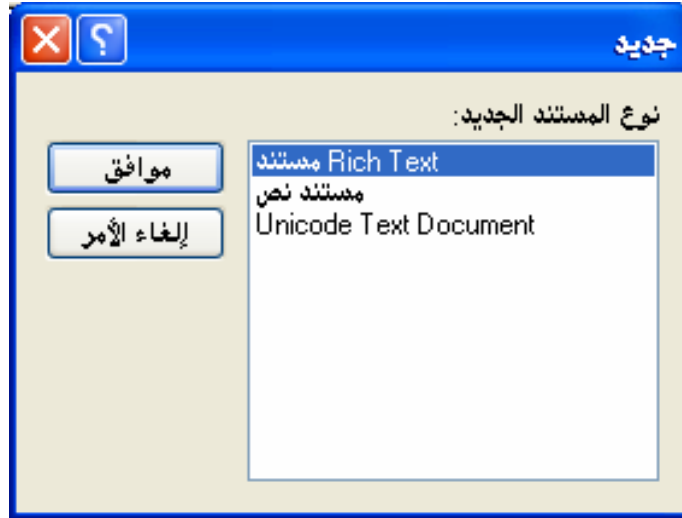 جديد
؟
نوع المستند الجديد:
مستند Rich Text
مستند نص
Unicode Text Document
موافق
إلغاء الأمر